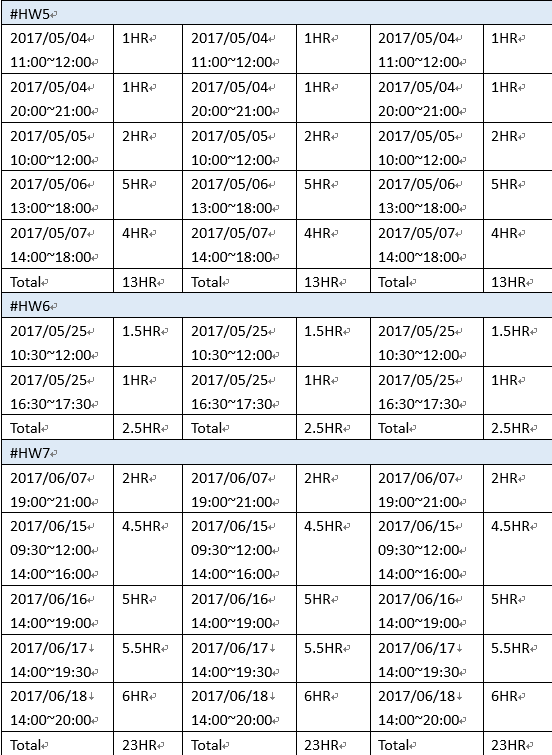 #HW5
2017/05/04 1HR 2017/05/04 1HR 2017/05/04 1HR
11:00~12:00 11:00~12:00 11:00~12:00
2017/05/04 1HR 2017/05/04 1HR 2017/05/04 1HR
20:00~21:00 20:00~21:00 20:00~21:00
2017/05/05 2HR 2017/05/05 2HR 2017/05/05 2HR
10:00~12:00 10:00~12:00 10:00~12:00
2017/05/06 5HR 2017/05/06 5HR 2017/05/06 5HR
13:00~18:00 13:00~18:00 13:00~18:00
2017/05/07 4HR 2017/05/07 4HR 2017/05/07 4HR
14:00~18:00 14:00~18:00 14:00~18:00
Total 13HR Total 13HR Total 13HR
#HW6
2017/05/25 1.5HR 2017/05/25 1.5HR 2017/05/25 1.5HR
10:30~12:00 10:30~12:00 10:30~12:00
2017/05/25 1HR 2017/05/25 1HR 2017/05/25 1HR
16:30~17:30 16:30~17:30 16:30~17:30
Total 2.5HR Total 2.5HR Total 2.5HR
#HW7
2017/06/07 2HR 2017/06/07 2HR 2017/06/07 2HR
19:00~21:00 19:00~21:00 19:00~21:00
2017/06/15 4.5HR 2017/06/15 4.5HR 2017/06/15 4.5HR
09:30~12:00 09:30~12:00 09:30~12:00
14:00~16:00 14:00~16:00 14:00~16:00
2017/06/16 5HR 2017/06/16 5HR 2017/06/16 5HR
14:00~19:00 14:00~19:00 14:00~19:00
2017/06/17 5.5HR 2017/06/17 5.5HR 2017/06/17 5.5HR
14:00~19:30 14:00~19:30 14:00~19:30
2017/06/18 6HR 2017/06/18 6HR 2017/06/18 6HR
14:00~20:00 14:00~20:00 14:00~20:00
Total 23HR Total 23HR Total 23HR